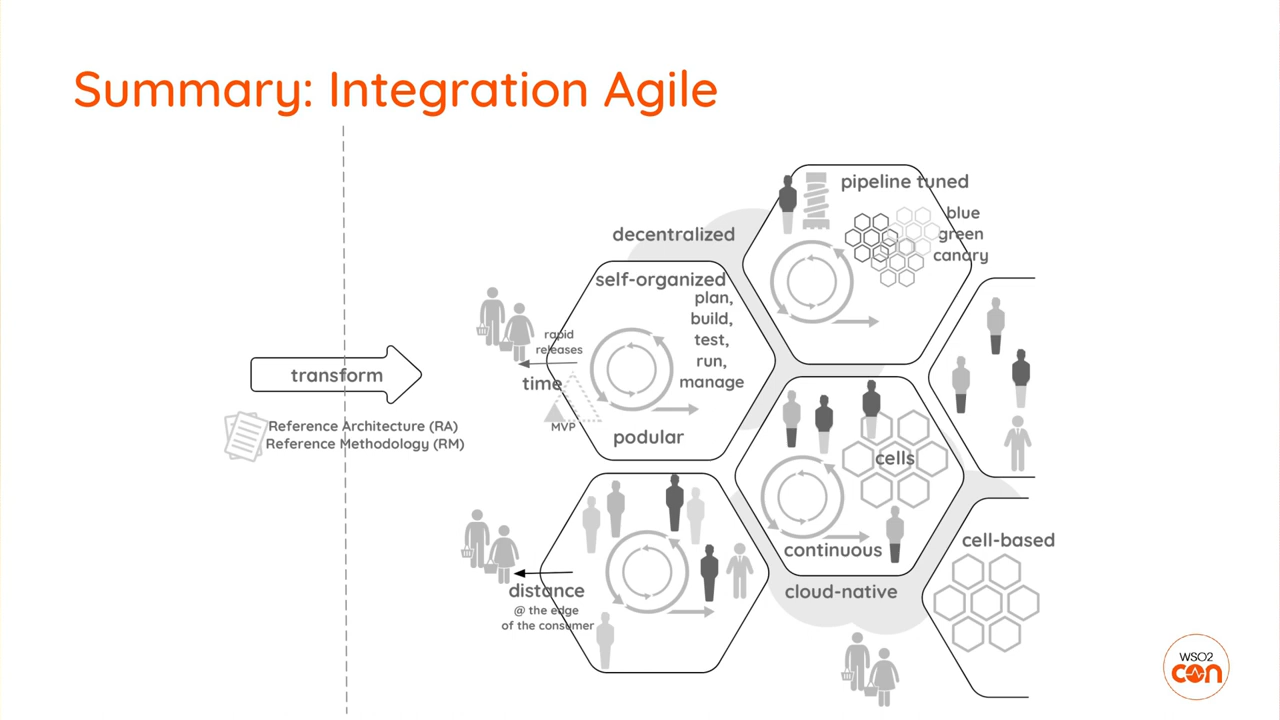 Summary: Integration Agile
transform
Reference Architecture (RA)
Reference Methodology (RM)
decentralized
self-organized
plan,
build,
test,
run,
manage
rapid
releases
time
MVP
podular
pipeline tuned
blue
green
canary
cells
continuous
cloud-native
cell-based
distance
@ the edge
of the consumer
WSO2
con